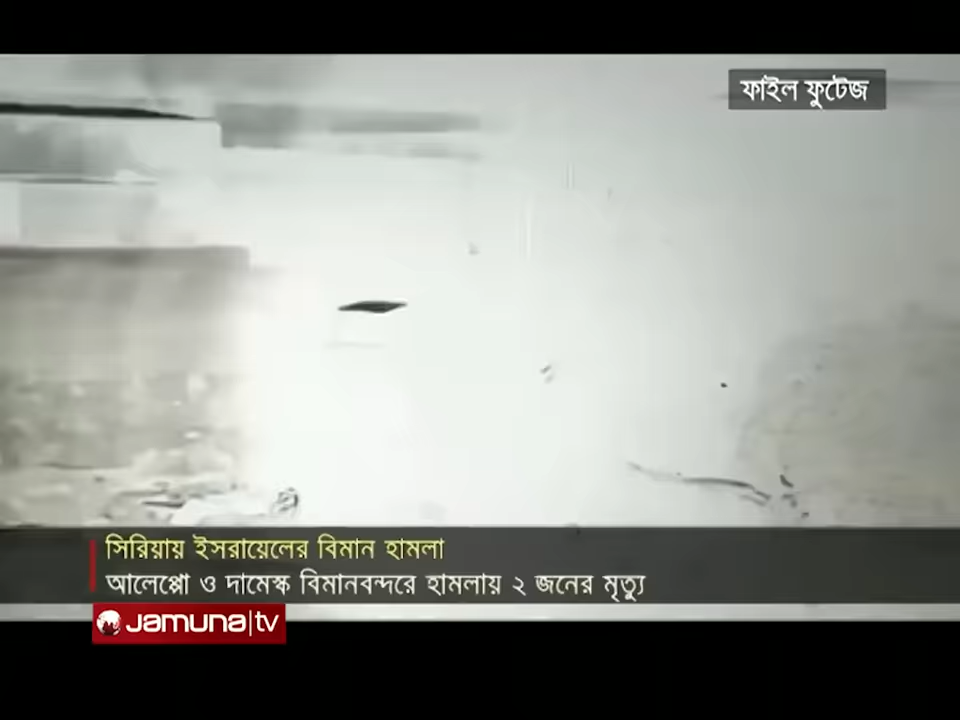 ফাইল ফুটেজ
সিরিয়ায় ইসরায়েলের বিমান হামলা
আলেপ্পো ও দামেস্ক বিমানবন্দরে হামলায় ২ জনের মৃত্যু
Jamuna|tv